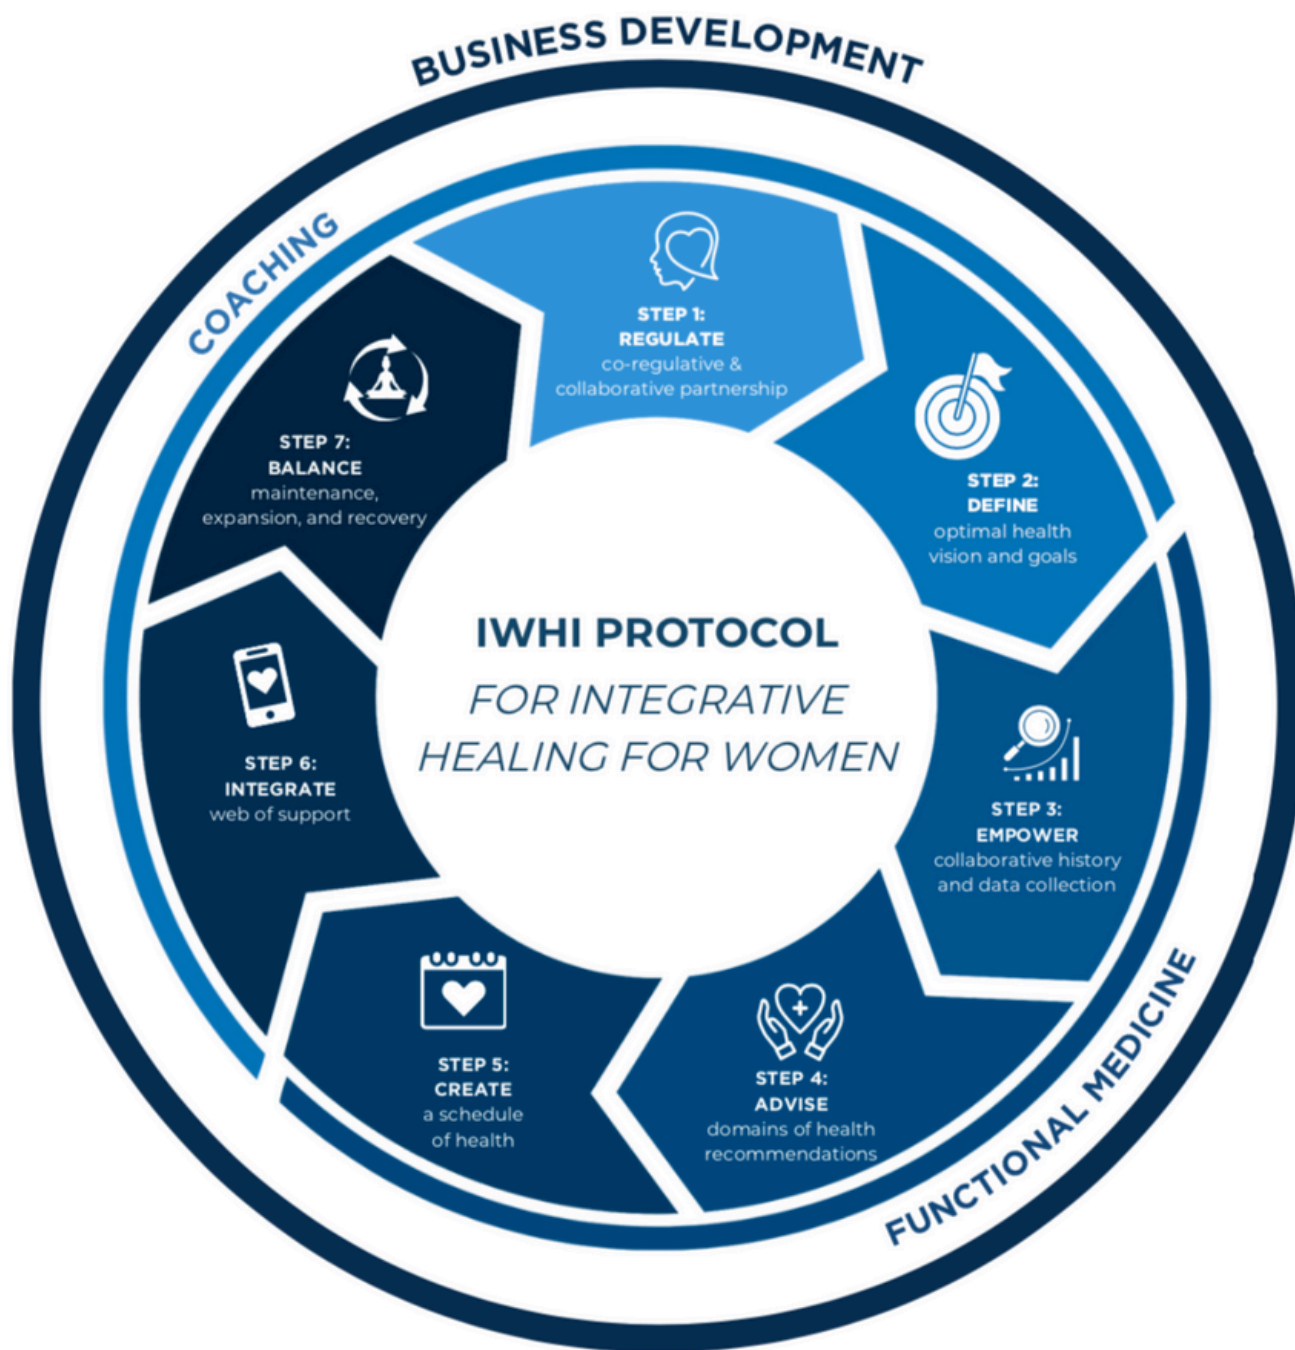 BUSINESS DEVELOPMENT
COACHING
STEP 1:
REGULATE
co-regulative &
collaborative partnership
STEP 2:
DEFINE
optimal health
vision and goals
STEP 3:
EMPOWER
collaborative history
and data collection
STEP 4:
ADVISE
domains of health
recommendations
STEP 5:
CREATE
a schedule
of health
STEP 6:
INTEGRATE
web of support
STEP 7:
BALANCE
maintenance,
expansion, and recovery
IWHI PROTOCOL
FOR INTEGRATIVE
HEALING FOR WOMEN
FUNCTIONAL MEDICINE